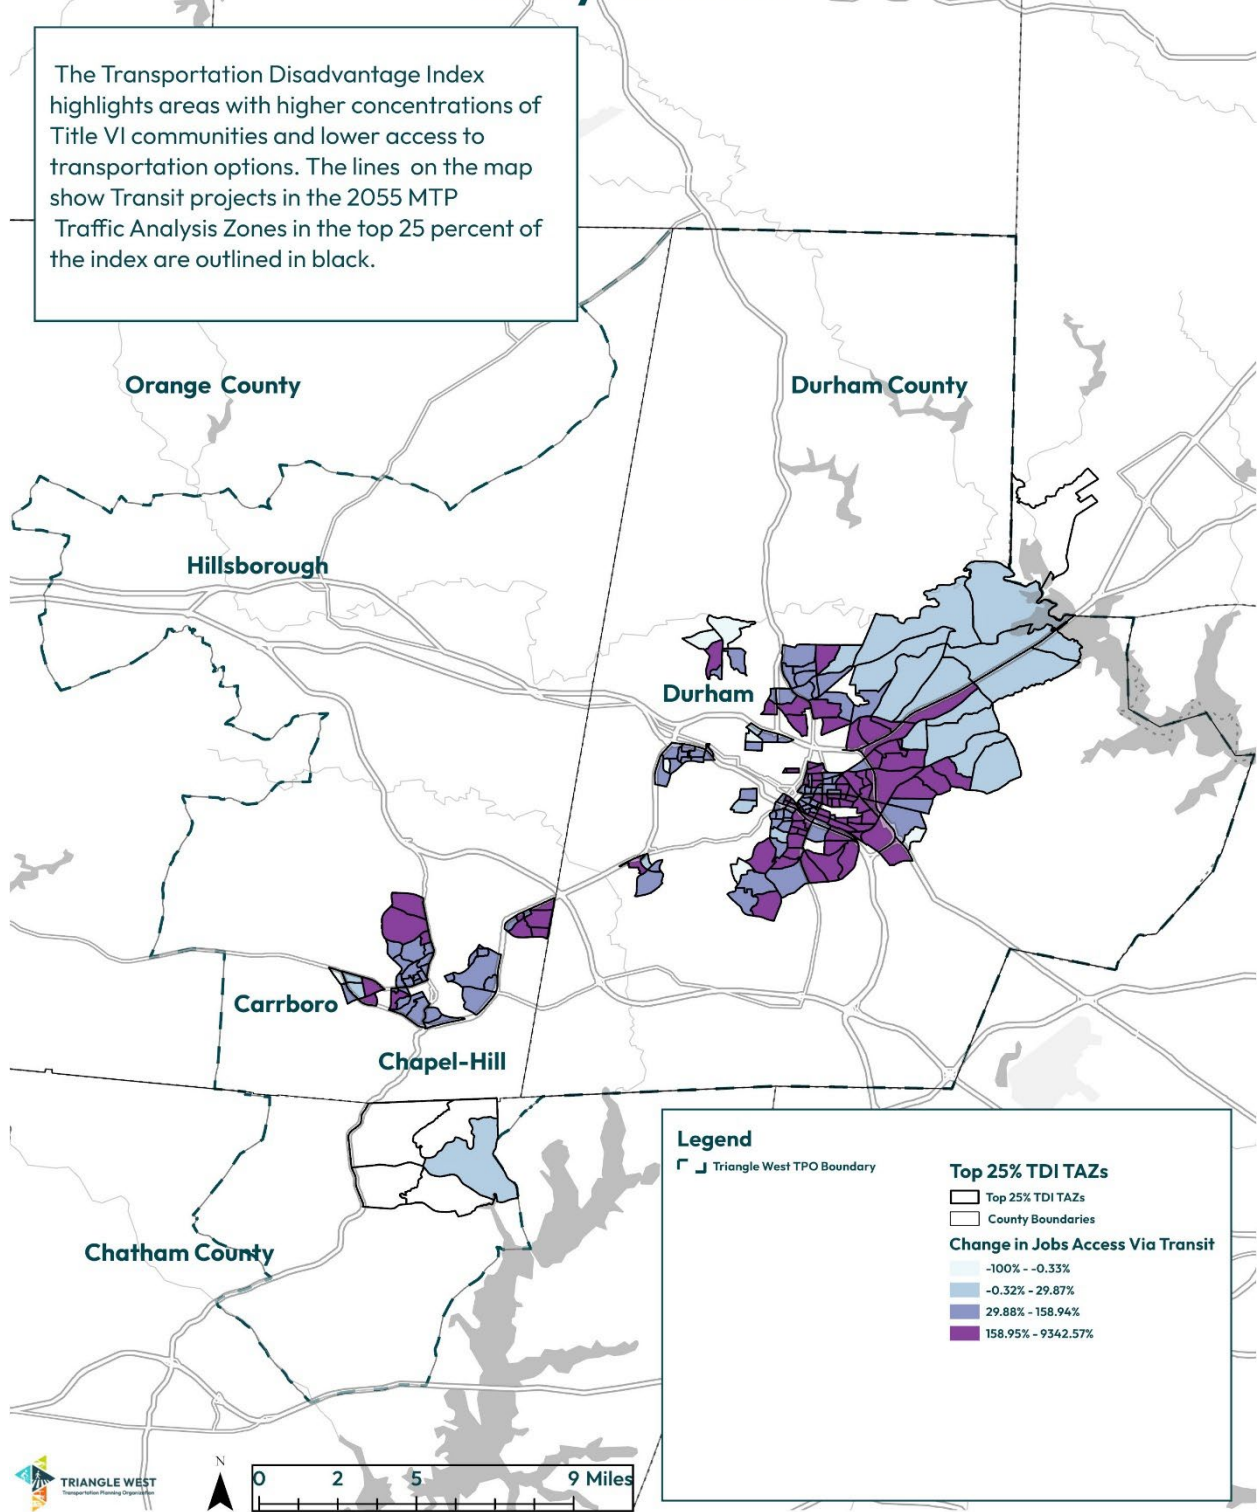 The Transportation Disadvantage Index
highlights areas with higher concentrations of
Title VI communities and lower access to
transportation options. The lines  on the map
show Transit projects in the 2055 MTP
Traffic Analysis Zones in the top 25 percent of
the index are outlined in black.
Orange County
Durham County
Hillsborough
Durham
Carrboro
Chapel-Hill
Chatham County
Legend
Triangle West TPO Boundary
Top 25% TDI TAZs
Top 25% TDI TAZs
County Boundaries
Change in Jobs Access Via Transit
-100% - -0.33%
-0.32% - 29.87%
29.88% - 158.94%
158.95% - 9342.57%
TRIANGLE WEST
Transportation Planning Organization
N
0 2 5 9 Miles